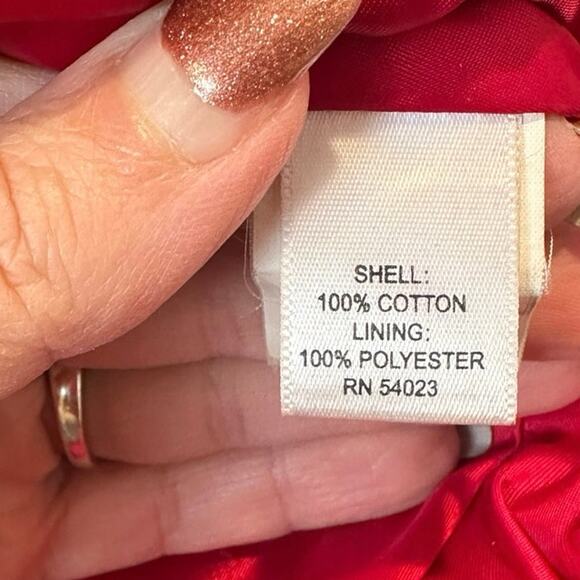 SHELL:
100% COTTON
LINING:
100% POLYESTER
RN 54023